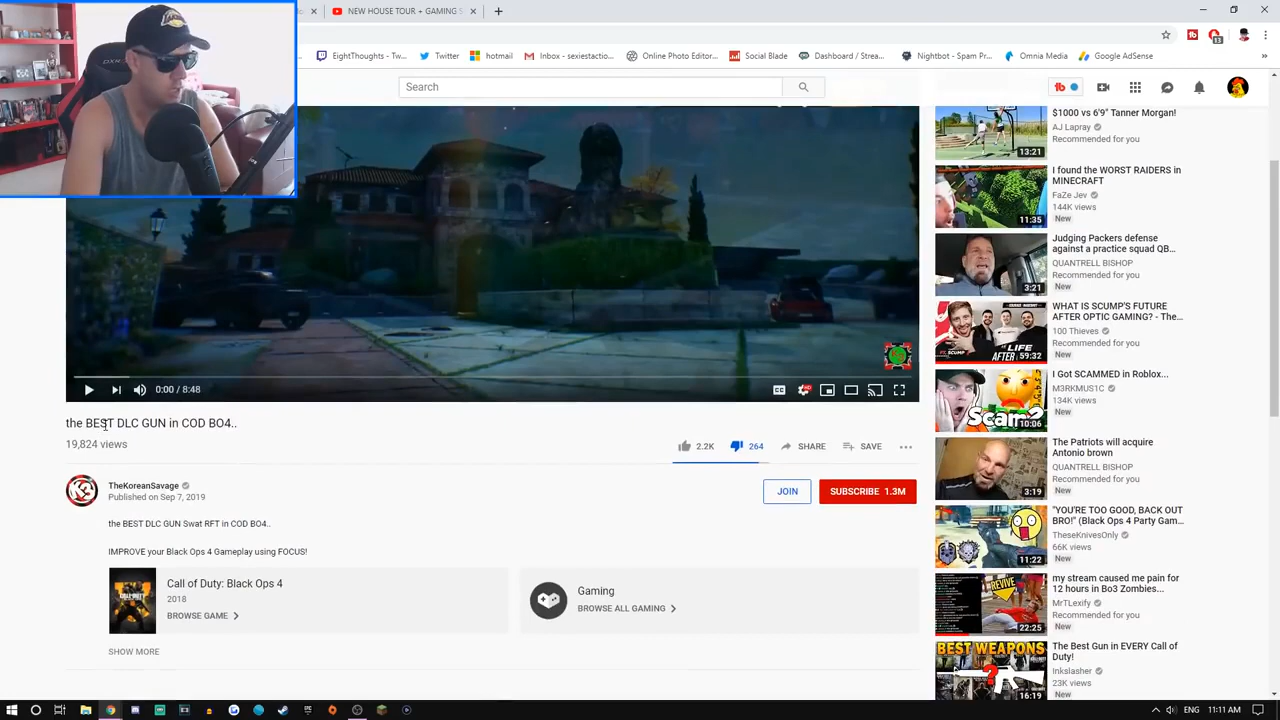 NEW HOUSE TOUR + GAMING S
EightThoughts - Tw...
Twitter
hotmail
Inbox - sexiestactio...
Online Photo Editor...
Social Blade
Dashboard / Strea...
Nightbot - Spam Pr...
Omnia Media
Google AdSense
»
Search
DXR
0:00 / 8:48
the BEST DLC GUN in COD BO4..
19,824 views
2.2K
264
SHARE
SAVE
TheKoreanSavage
Published on Sep 7, 2019
JOIN
SUBSCRIBE 1.3M
the BEST DLC GUN Swat RFT in COD BO4..
IMPROVE your Black Ops 4 Gameplay using FOCUS!
Call of Duty: Black Ops 4
2018
BROWSE GAME
Gaming
BROWSE ALL GAMING
SHOW MORE
$1000 vs 6'9" Tanner Morgan!
AJ Lapray
Recommended for you
13:21
I found the WORST RAIDERS in
MINECRAFT
FaZe Jev
144K views
New
11:35
Judging Packers defense
against a practice squad QB...
QUANTRELL BISHOP
Recommended for you
New
3:21
WHAT IS SCUMP'S FUTURE
AFTER OPTIC GAMING? - The...
100 Thieves
Recommended for you
New
LIFE
AFTER
59:32
I Got SCAMMED in Roblox...
M3RKMUS1C
134K views
New
Scam?
10:06
The Patriots will acquire
Antonio brown
QUANTRELL BISHOP
Recommended for you
New
3:19
"YOU'RE TOO GOOD, BACK OUT
BRO!" (Black Ops 4 Party Gam...
TheseKnivesOnly
66K views
New
11:22
my stream caused me pain for
12 hours in Bo3 Zombies...
MrTLexify
Recommended for you
New
REVIVE
22:25
The Best Gun in EVERY Call of
Duty!
Inkslasher
23K views
New
BEST WEAPONS
?
16:19
ENG
11:11 AM